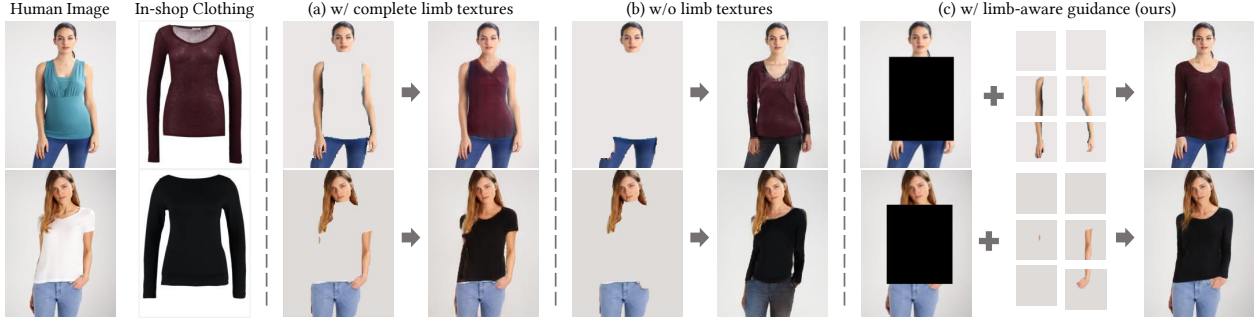 Human Image
In-shop Clothing
(a) w/ complete limb textures
(b) w/o limb textures
(c) w/ limb-aware guidance (ours)